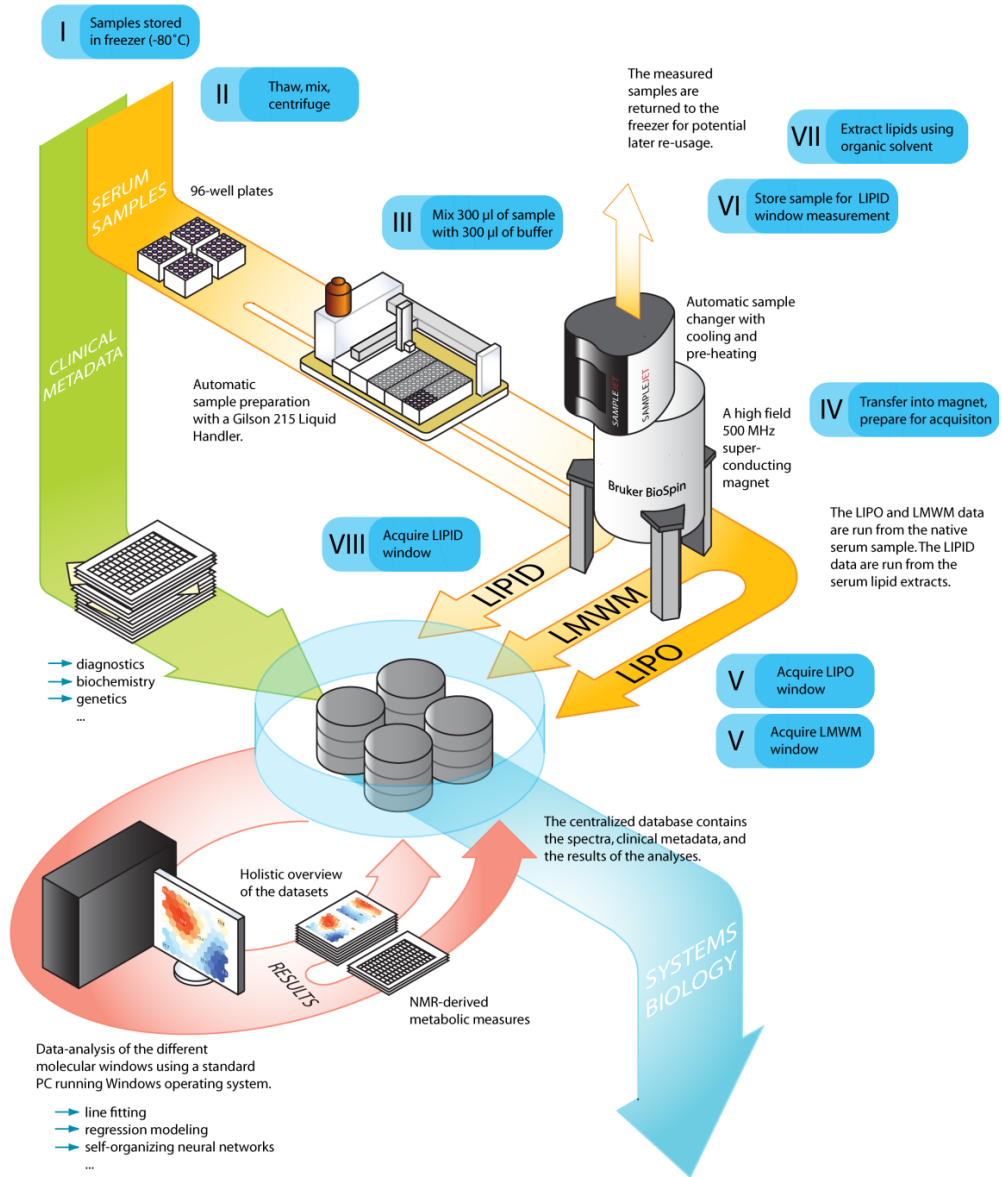 I
Samples stored
in freezer (-80˚C)
II
Thaw, mix,
centrifuge
The measured
samples are
returned to the
freezer for potential
later re-usage.
VII
Extract lipids using
organic solvent
SERUM
SAMPLES
96-well plates
III
Mix 300 µl of sample
with 300 µl of buffer
VI
Store sample for LIPID
window measurement
CLINICAL
METADATA
Automatic
sample preparation
with a Gilson 215 Liquid
Handler.
Automatic sample
changer with
cooling and
pre-heating
SAMPLEJET
SAMPLEJET
IV
Transfer into magnet,
prepare for acquisiton
A high field
500 MHz
super-
conducting
magnet
Bruker BioSpin
The LIPO and LMWM data
are run from the native
serum sample. The LIPID
data are run from the
serum lipid extracts.
VIII
Acquire LIPID
window
LIPID
LMWM
LIPO
diagnostics
biochemistry
genetics
...
V
Acquire LIPO
window
V
Acquire LMWM
window
The centralized database contains
the spectra, clinical metadata, and
the results of the analyses.
Holistic overview
of the datasets
RESULTS
NMR-derived
metabolic measures
SYSTEMS
BIOLOGY
Data-analysis of the different
molecular windows using a standard
PC running Windows operating system.
line fitting
regression modeling
self-organizing neural networks
...